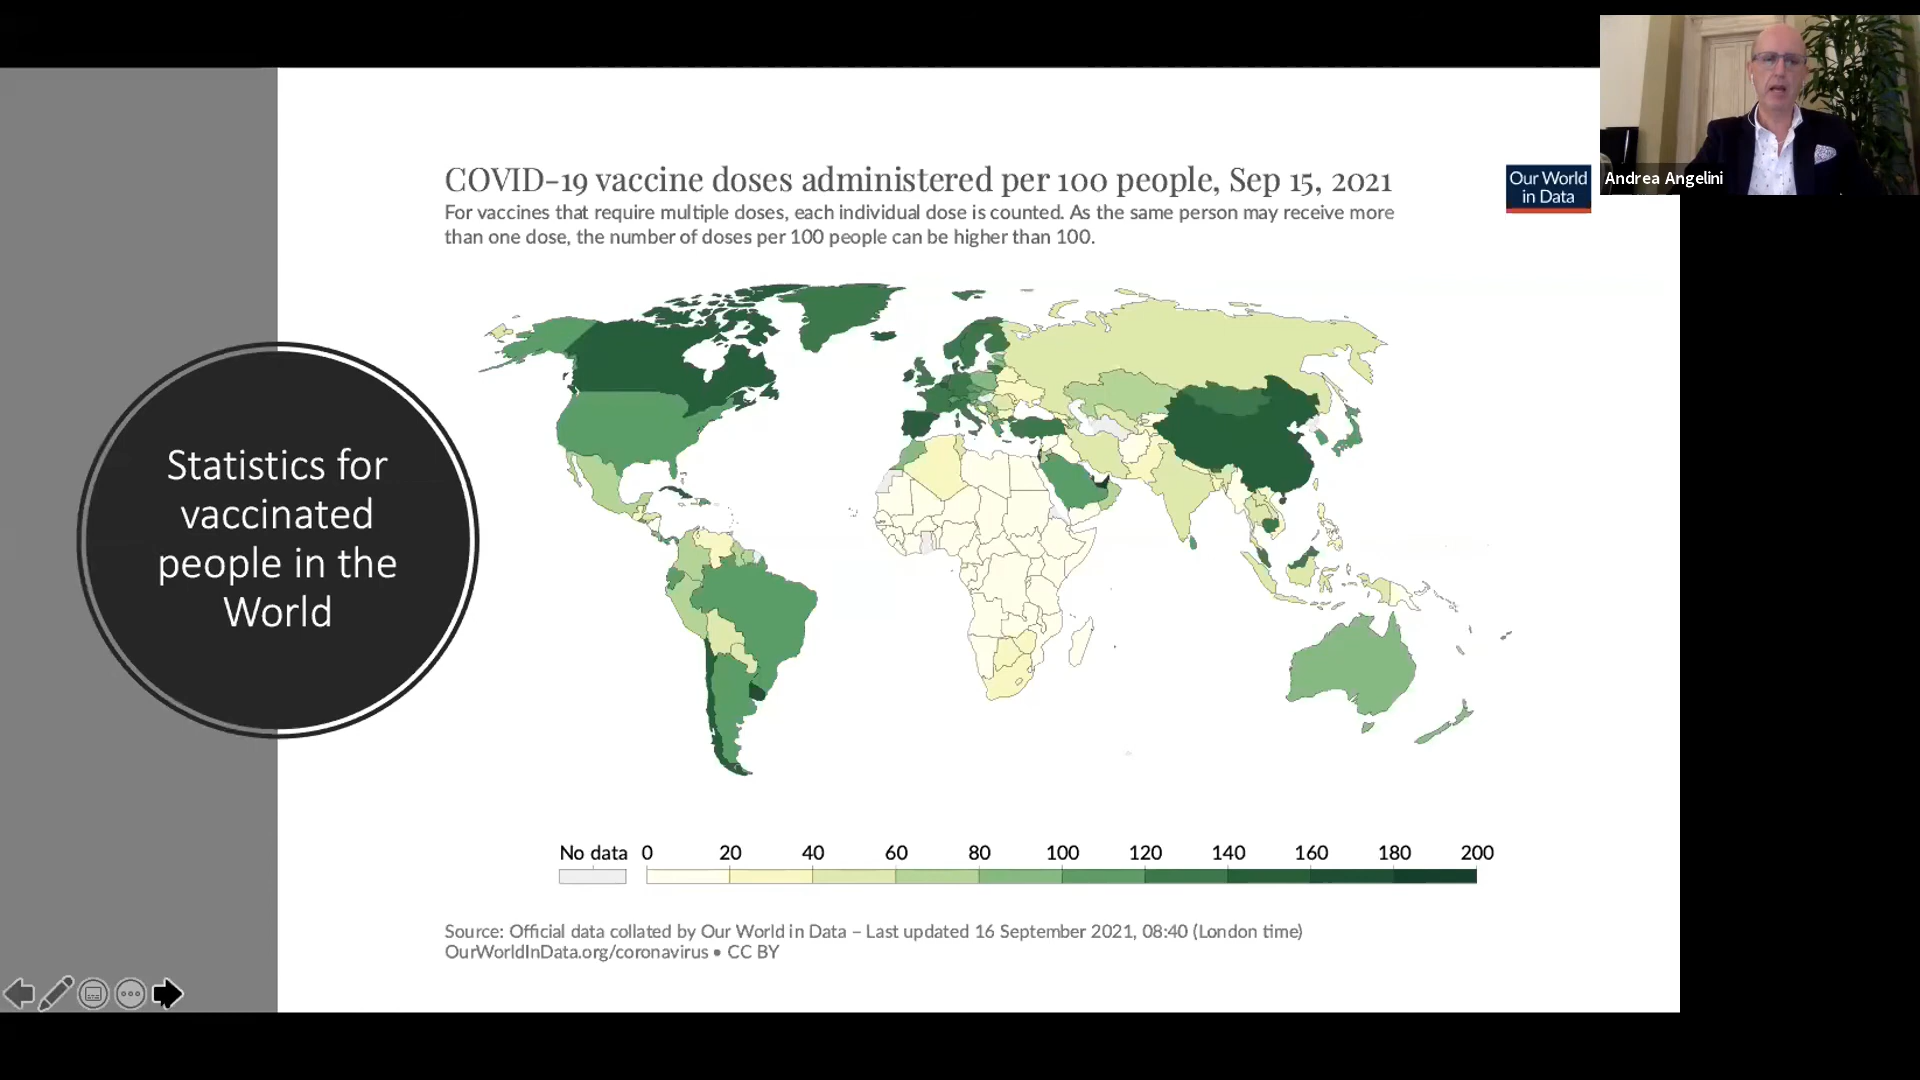 COVID-19 vaccine doses administered per 100 people, Sep 15, 2021
For vaccines that require multiple doses, each individual dose is counted. As the same person may receive more
than one dose, the number of doses per 100 people can be higher than 100.
Our World
in Data
Andrea Angelini
Statistics for
vaccinated
people in the
World
No data 0 20 40 60 80 100 120 140 160 180 200
Source: Official data collated by Our World in Data – Last updated 16 September 2021, 08:40 (London time)
OurWorldInData.org/coronavirus • CC BY